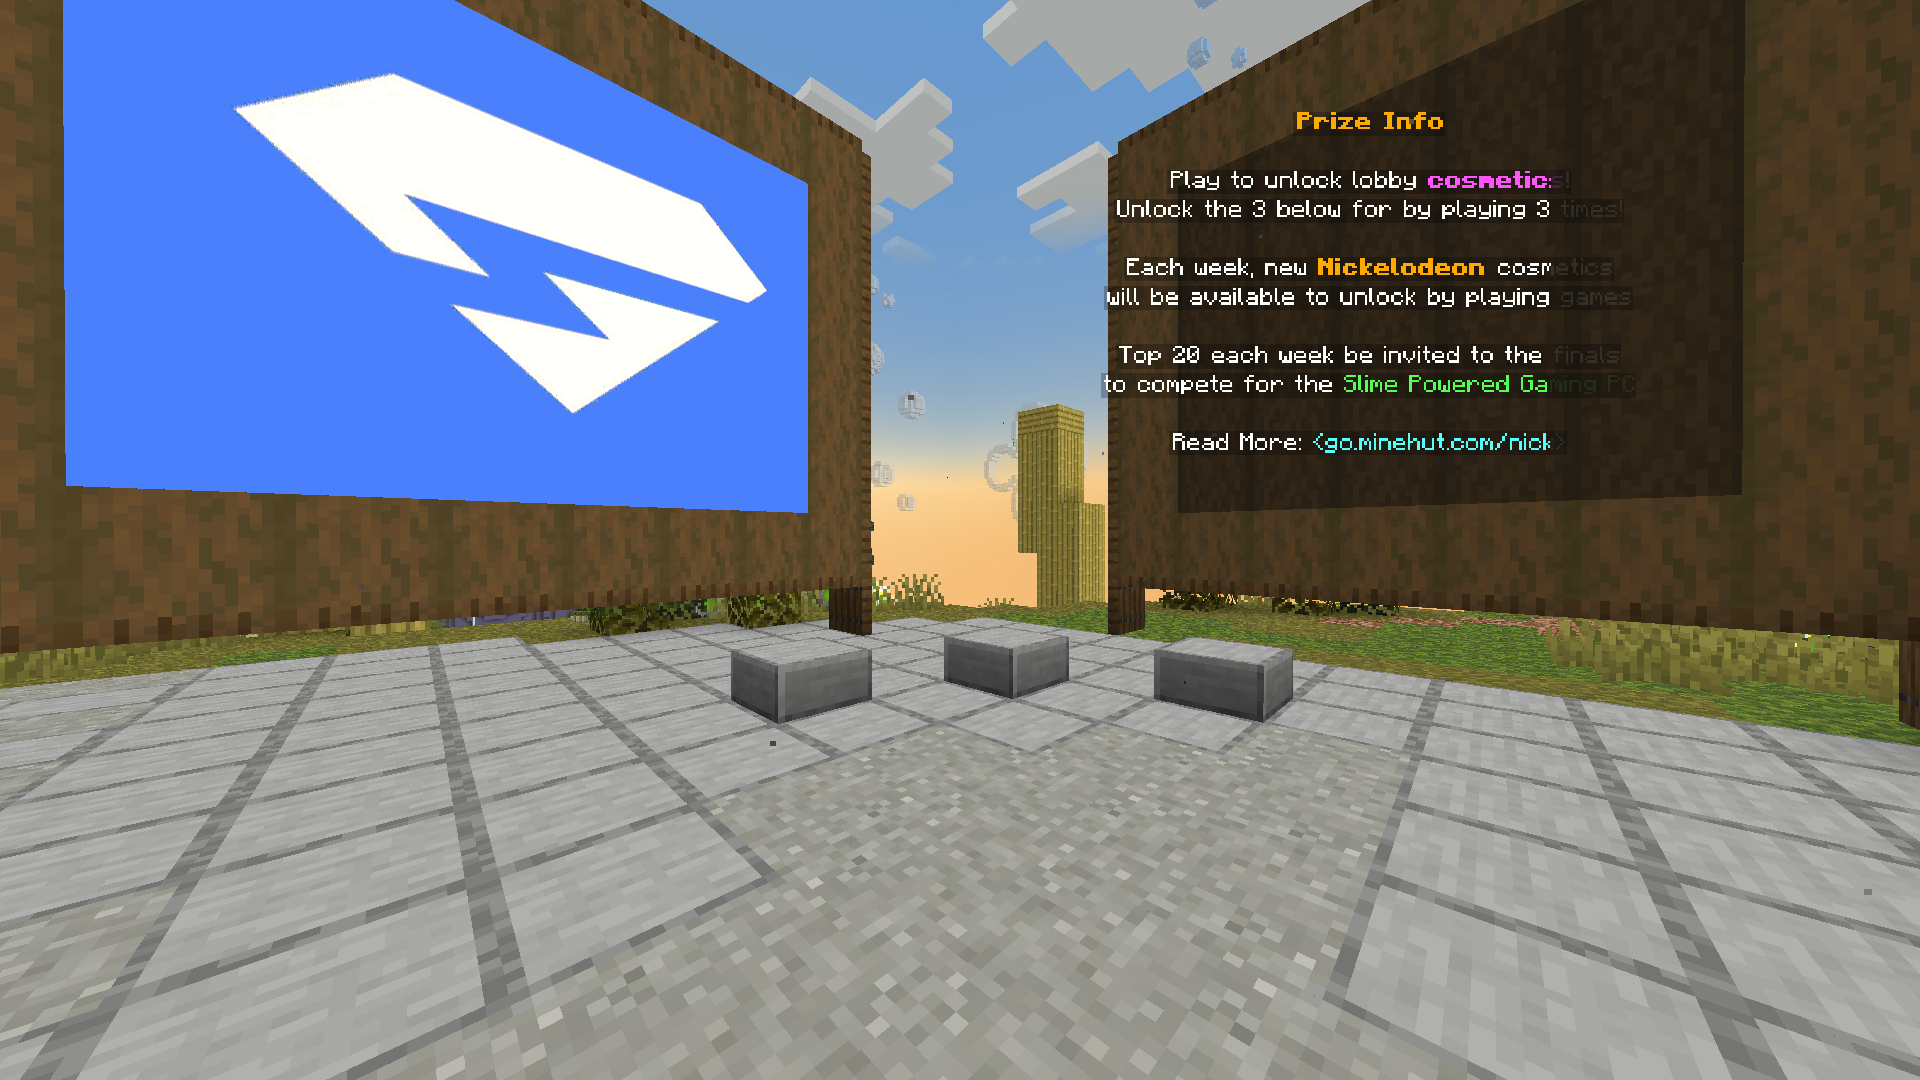 Prize Info
Play to unlock lobby cosmetics!
Unlock the 3 below for by playing 3 times!
Each week, new Nickelodeon cosmetics
will be available to unlock by playing games
Top 20 each week be invited to the finals
to compete for the Slime Powered Gaming PC
Read More: <go.minehut.com/nick>